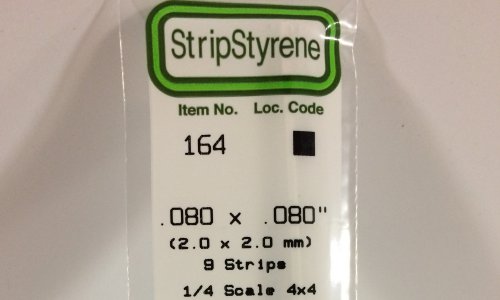 StripStyrene
Item No. Loc. Code
164
.080 x .080"
(2.0 x 2.0 mm)
9 Strips
1/4 Scale 4x4